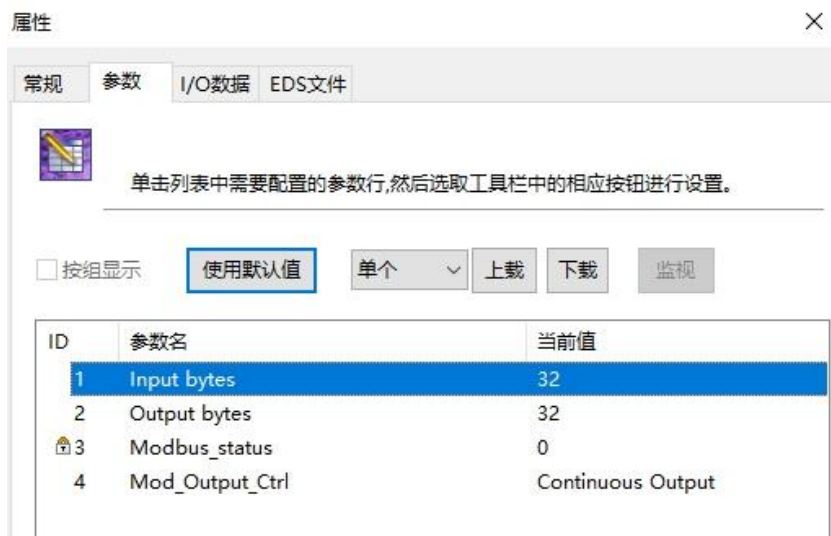 属性
常规 参数 I/O数据 EDS文件
单击列表中需要配置的参数行,然后选取工具栏中的相应按钮进行设置。
按组显示 使用默认值 单个 上载 下载 监视
ID 参数名 当前值
1 Input bytes 32
2 Output bytes 32
3 Modbus_status 0
4 Mod_Output_Ctrl Continuous Output